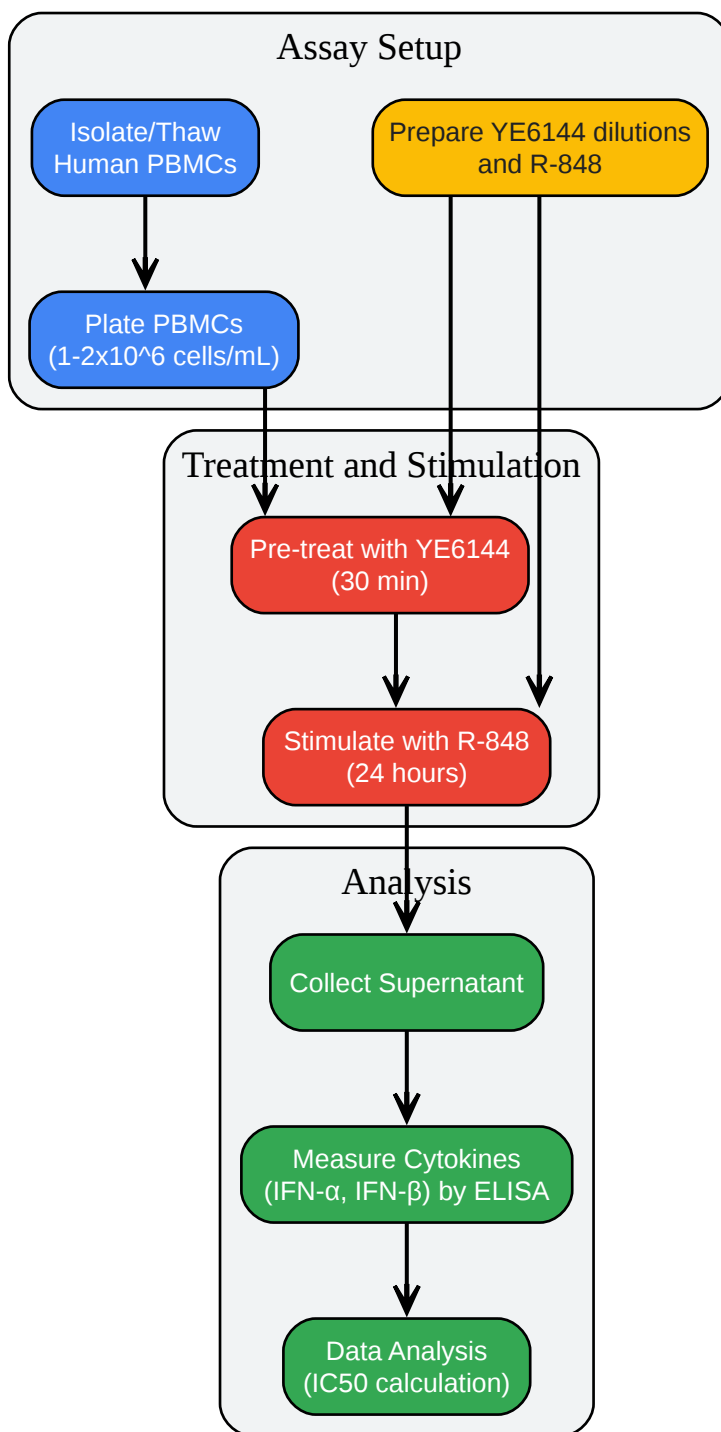 Assay Setup
Isolate/Thaw
Human PBMCs
Prepare YE6144 dilutions
and R-848
Plate PBMCs
(1-2x10^6 cells/mL)
Treatment and Stimulation
Pre-treat with YE6144
(30 min)
Stimulate with R-848
(24 hours)
Analysis
Collect Supernatant
Measure Cytokines
(IFN-α, IFN-β) by ELISA
Data Analysis
(IC50 calculation)